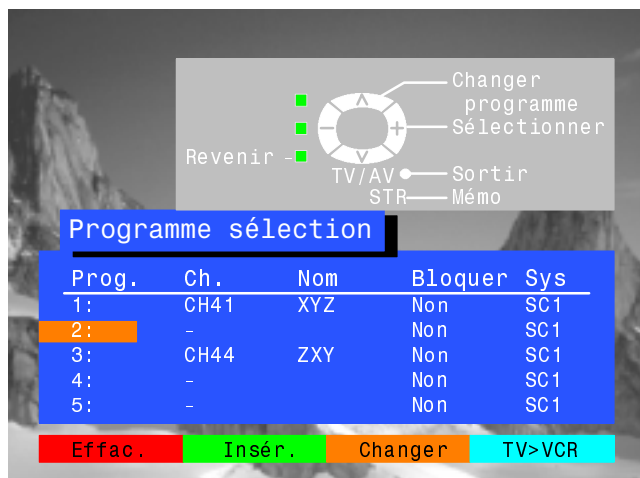 Changer
programme
Sélectionner
Revenir -
TV/AV
Sortir
STR
Mémo
Programme sélection
Prog. Ch. Nom Bloquer Sys
1: CH41 XYZ Non SC1
2: - Non SC1
3: CH44 ZXY Non SC1
4: - Non SC1
5: - Non SC1
Effac. Insér. Changer TV>VCR